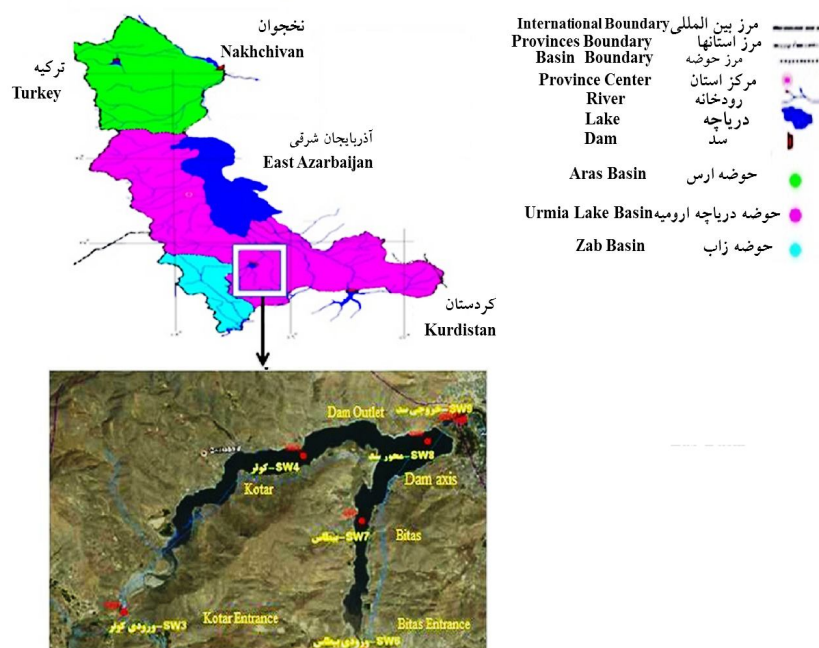 نخجوان
Nakhchivan
ترکیه
Turkey
آذربایجان شرقی
East Azarbaijan
کردستان
Kurdistan
International Boundary مرز بین المللی
Provinces Boundary مرز استانها
Basin Boundary مرز حوضه
Province Center مرکز استان
River رودخانه
Lake دریاچه
Dam سد
Aras Basin حوضه ارس
Urmia Lake Basin حوضه دریاچه ارومیه
Zab Basin حوضه زاب
SW9-خروجی سد
Dam Outlet
SW8-محور سد
SW4-کوتر
Dam axis
Kotar
SW7-بیطاس
Bitas
SW3-ورودی کوتر
Kotar Entrance
Bitas Entrance
SW6-ورودی بیطاس